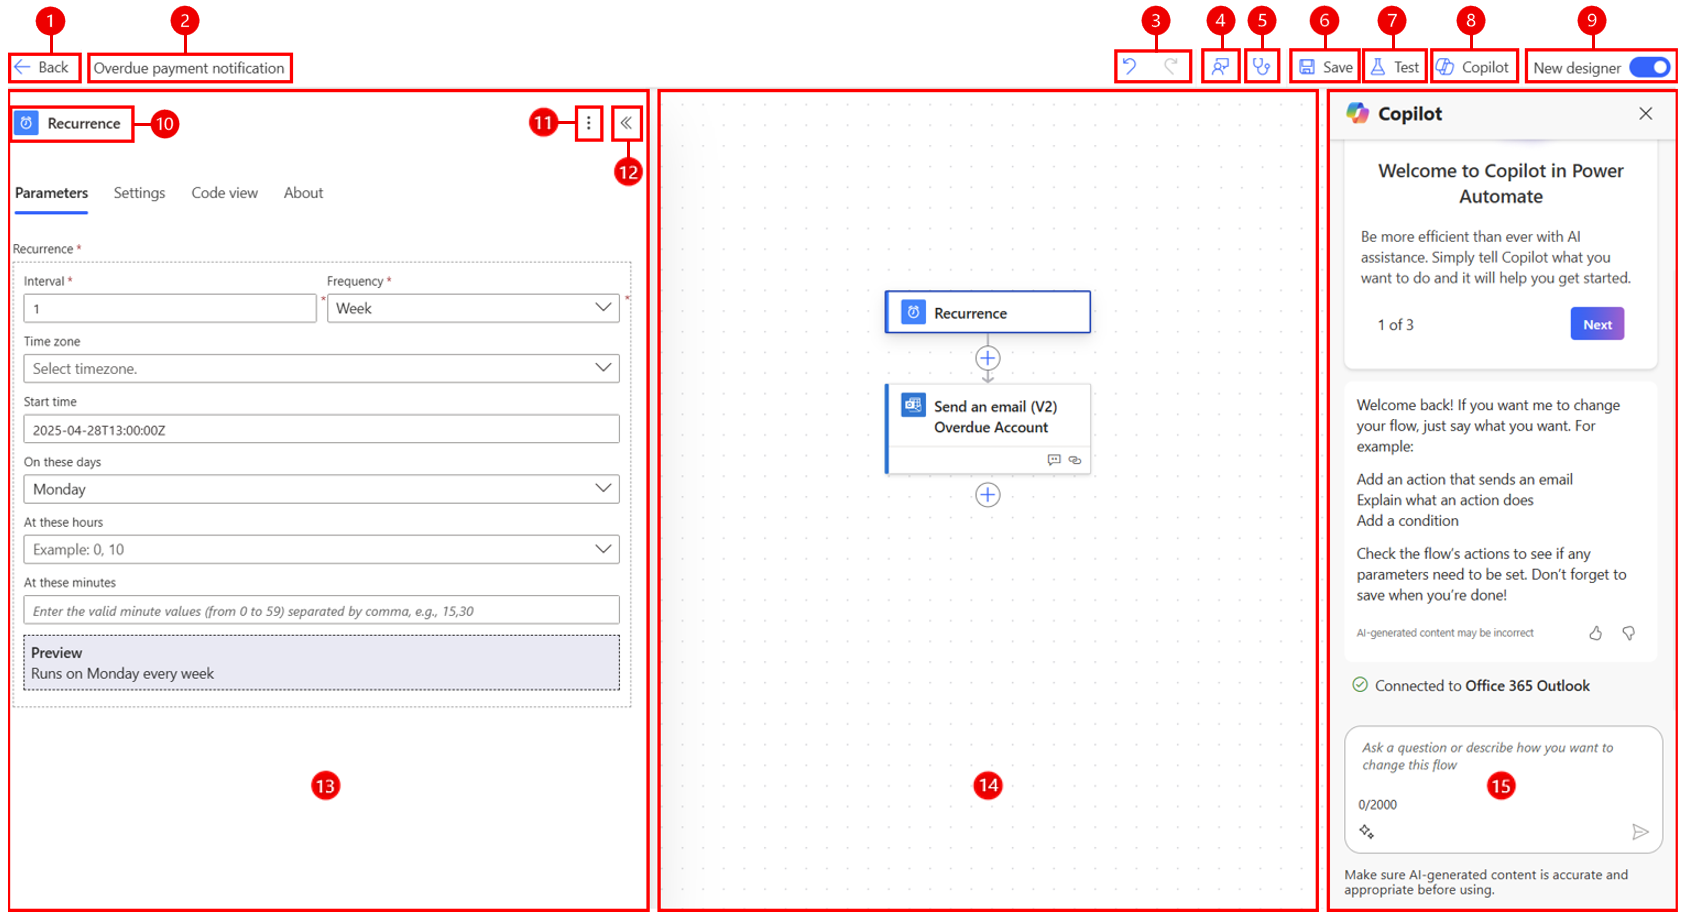 1
2
3
4
5
6
7
8
9
Back
Overdue payment notification
Save
Test
Copilot
New designer
Recurrence
10
11
12
Parameters
Settings
Code view
About
Recurrence *
Interval *
Frequency *
1
*
Week
*
Time zone
Select timezone.
Start time
2025-04-28T13:00:00Z
On these days
Monday
At these hours
Example: 0, 10
At these minutes
Enter the valid minute values (from 0 to 59) separated by comma, e.g., 15,30
Preview
Runs on Monday every week
13
Recurrence
Send an email (V2)
Overdue Account
14
Copilot
Welcome to Copilot in Power
Automate
Be more efficient than ever with AI
assistance. Simply tell Copilot what you
want to do and it will help you get started.
1 of 3
Next
Welcome back! If you want me to change
your flow, just say what you want. For
example:
Add an action that sends an email
Explain what an action does
Add a condition
Check the flow's actions to see if any
parameters need to be set. Don't forget to
save when you're done!
AI-generated content may be incorrect
Connected to Office 365 Outlook
Ask a question or describe how you want to
change this flow
15
0/2000
Make sure AI-generated content is accurate and
appropriate before using.